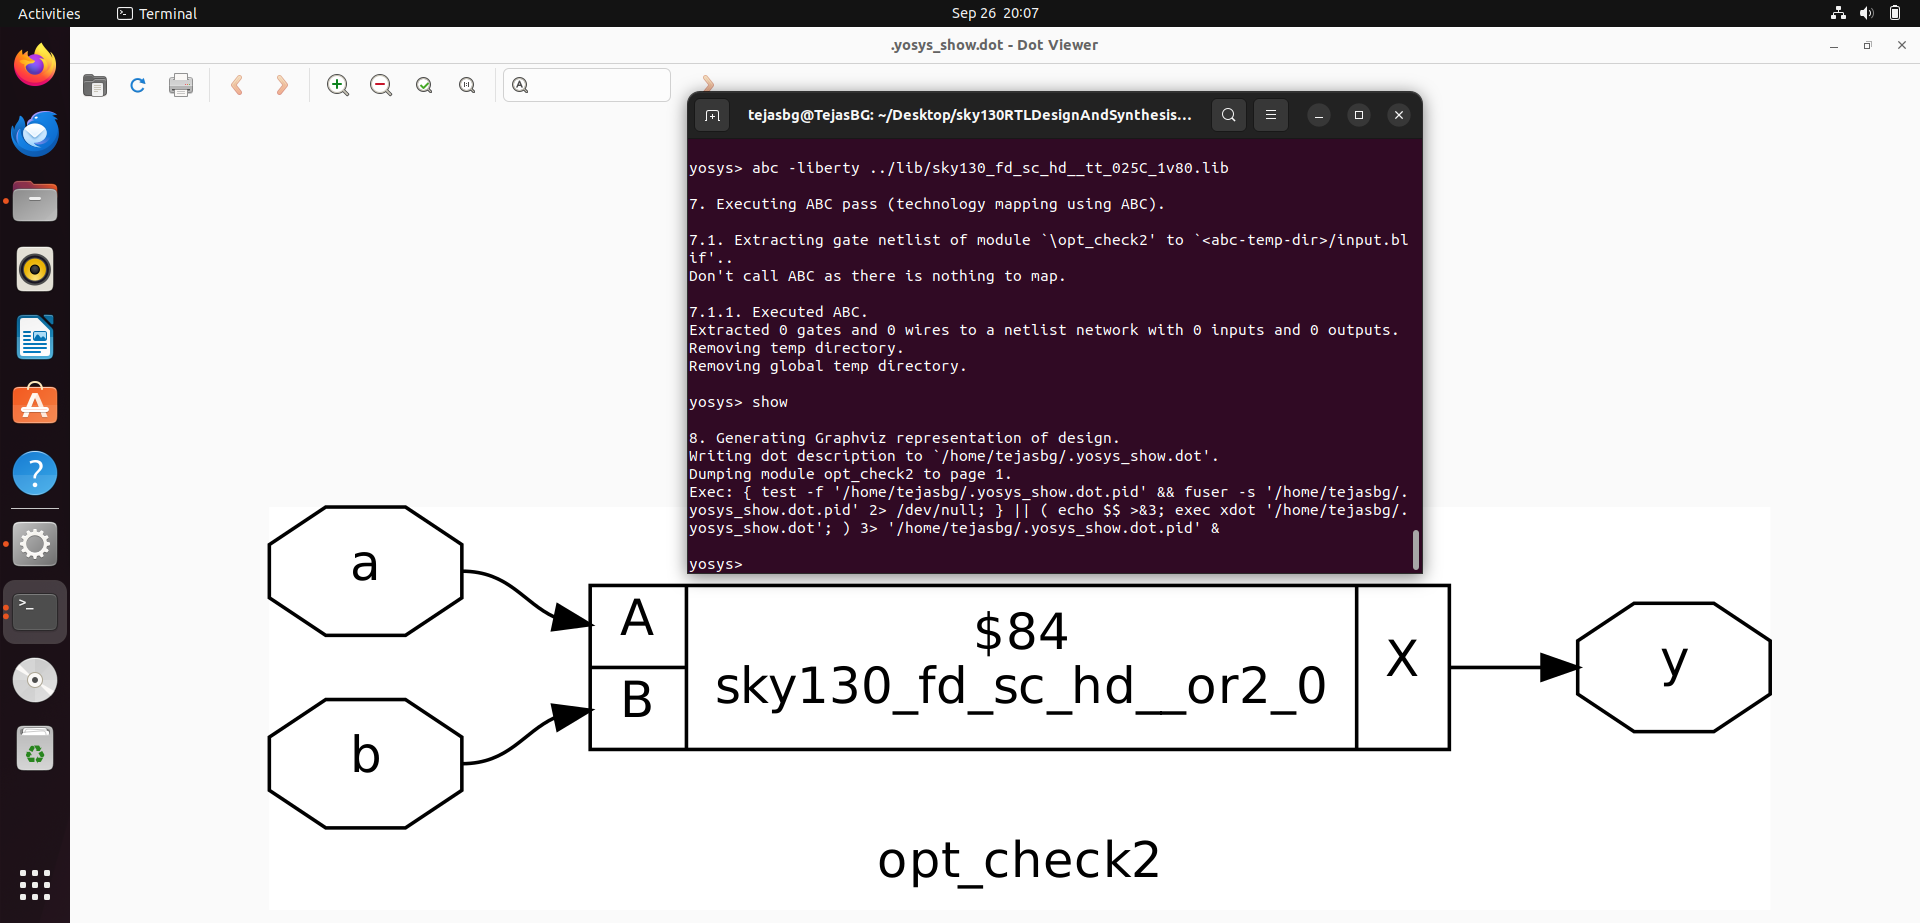 Activities
Terminal
Sep 26 20:07
.yosys_show.dot - Dot Viewer
tejasbg@TejasBG: ~/Desktop/sky130RTLDesignAndSynthesis...
yosys> abc -liberty ../lib/sky130_fd_sc_hd__tt_025C_1v80.lib
7. Executing ABC pass (technology mapping using ABC).
7.1. Extracting gate netlist of module `\opt_check2' to `<abc-temp-dir>/input.bl
if'..
Don't call ABC as there is nothing to map.
7.1.1. Executed ABC.
Extracted 0 gates and 0 wires to a netlist network with 0 inputs and 0 outputs.
Removing temp directory.
Removing global temp directory.
yosys> show
8. Generating Graphviz representation of design.
Writing dot description to `/home/tejasbg/.yosys_show.dot'.
Dumping module opt_check2 to page 1.
Exec: { test -f '/home/tejasbg/.yosys_show.dot.pid' && fuser -s '/home/tejasbg/.
yosys_show.dot.pid' 2> /dev/null; } || ( echo $$ >&3; exec xdot '/home/tejasbg/.
yosys_show.dot'; ) 3> '/home/tejasbg/.yosys_show.dot.pid' &
yosys>
a
b
A
B
$84
sky130_fd_sc_hd__or2_0
X
y
opt_check2